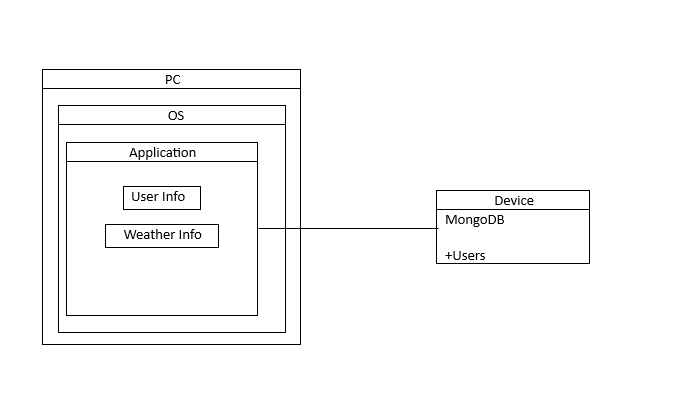 PC
OS
Application
User Info
Weather Info
Device
MongoDB
+Users